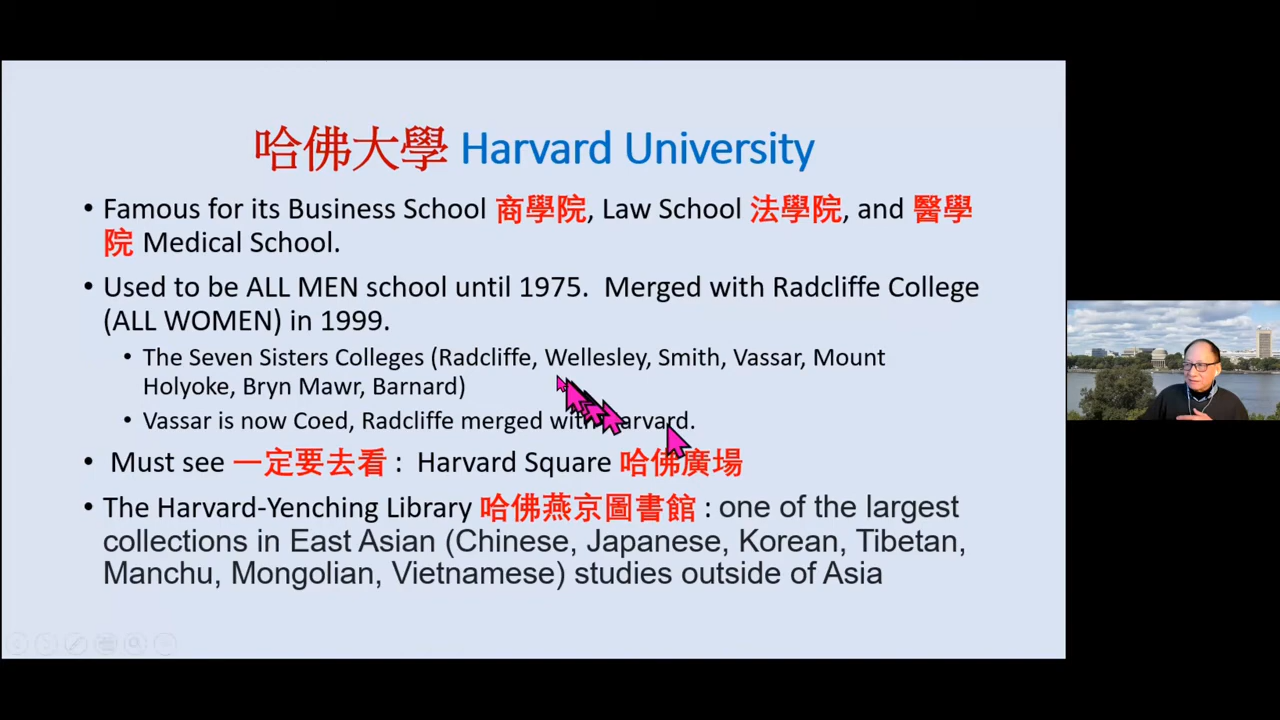 哈佛大學 Harvard University
• Famous for its Business School 商學院, Law School 法學院, and 醫學
院 Medical School.
• Used to be ALL MEN school until 1975. Merged with Radcliffe College
(ALL WOMEN) in 1999.
• The Seven Sisters Colleges (Radcliffe, Wellesley, Smith, Vassar, Mount
Holyoke, Bryn Mawr, Barnard)
• Vassar is now Coed, Radcliffe merged with Harvard.
• Must see 一定要去看 : Harvard Square 哈佛廣場
• The Harvard-Yenching Library 哈佛燕京圖書館 : one of the largest
collections in East Asian (Chinese, Japanese, Korean, Tibetan,
Manchu, Mongolian, Vietnamese) studies outside of Asia